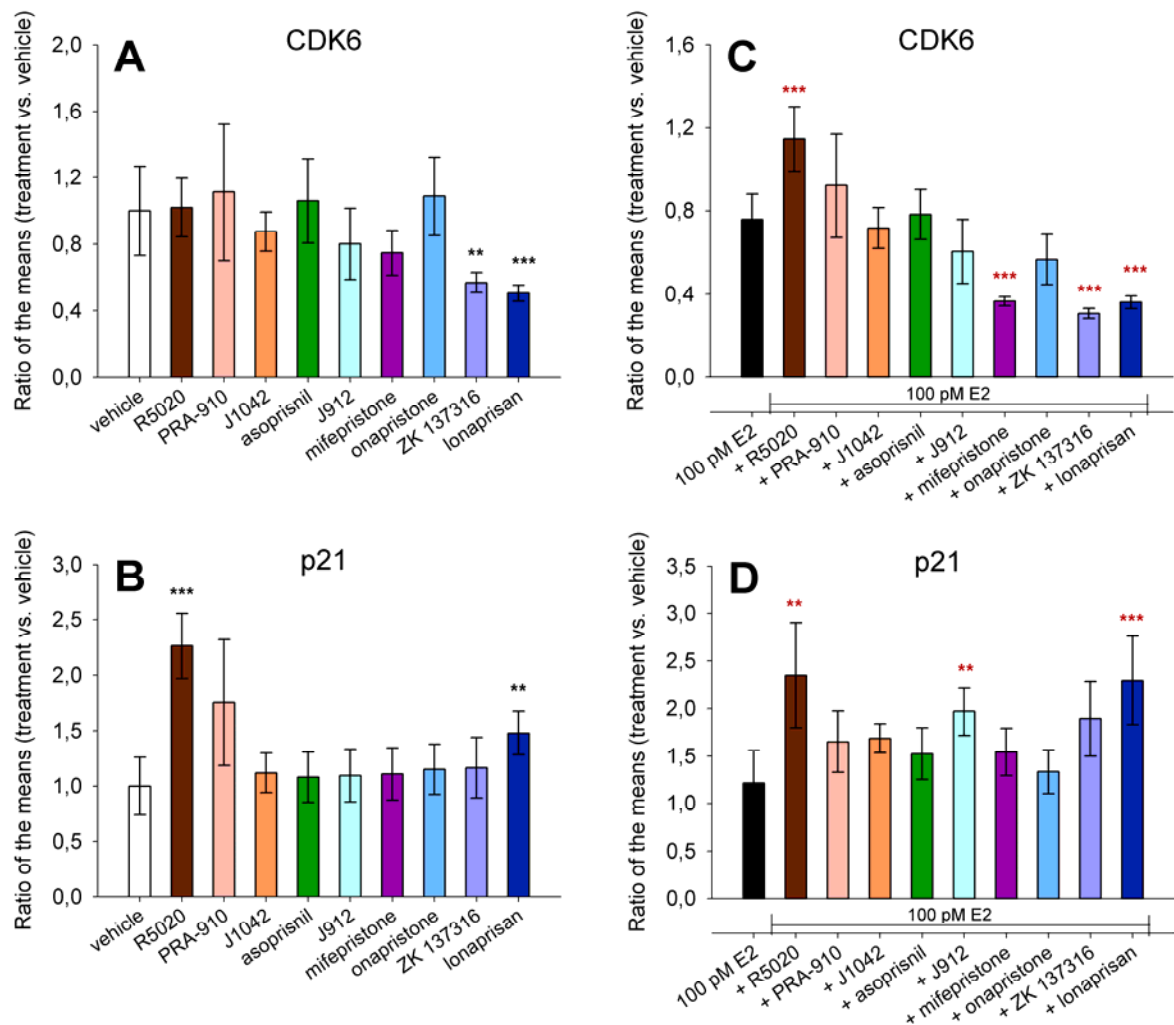 A
CDK6
Ratio of the means (treatment vs. vehicle)
2,0
1,6
1,2
0,8
0,4
0,0
**
***
vehicle
R5020
PRA-910
J1042
asoprisnil
J912
mifepristone
onapristone
ZK 137316
lonaprisan
C
CDK6
Ratio of the means (treatment vs. vehicle)
1,6
1,2
0,8
0,4
0,0
***
***
***
***
100 pM E2
100 pM E2
+ R5020
+ PRA-910
+ J1042
+ asoprisnil
+ J912
+ mifepristone
+ onapristone
+ ZK 137316
+ lonaprisan
B
p21
Ratio of the means (treatment vs. vehicle)
3,0
2,5
2,0
1,5
1,0
0,5
0,0
***
**
vehicle
R5020
PRA-910
J1042
asoprisnil
J912
mifepristone
onapristone
ZK 137316
lonaprisan
D
p21
Ratio of the means (treatment vs. vehicle)
3,5
3,0
2,5
2,0
1,5
1,0
0,5
0,0
**
**
***
100 pM E2
100 pM E2
+ R5020
+ PRA-910
+ J1042
+ asoprisnil
+ J912
+ mifepristone
+ onapristone
+ ZK 137316
+ lonaprisan